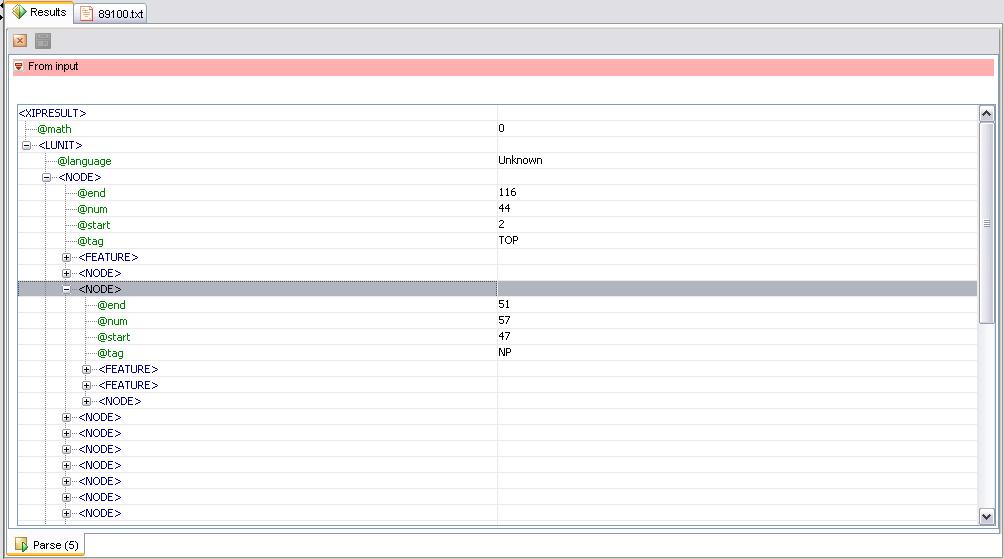 Results 89100.txt
From input
<XIPRESULT>
@math 0
<LUNIT>
@language Unknown
<NODE>
@end 116
@num 44
@start 2
@tag TOP
<FEATURE>
<NODE>
<NODE>
@end 51
@num 57
@start 47
@tag NP
<FEATURE>
<FEATURE>
<NODE>
<NODE>
<NODE>
<NODE>
<NODE>
<NODE>
<NODE>
<NODE>
Parse (5)